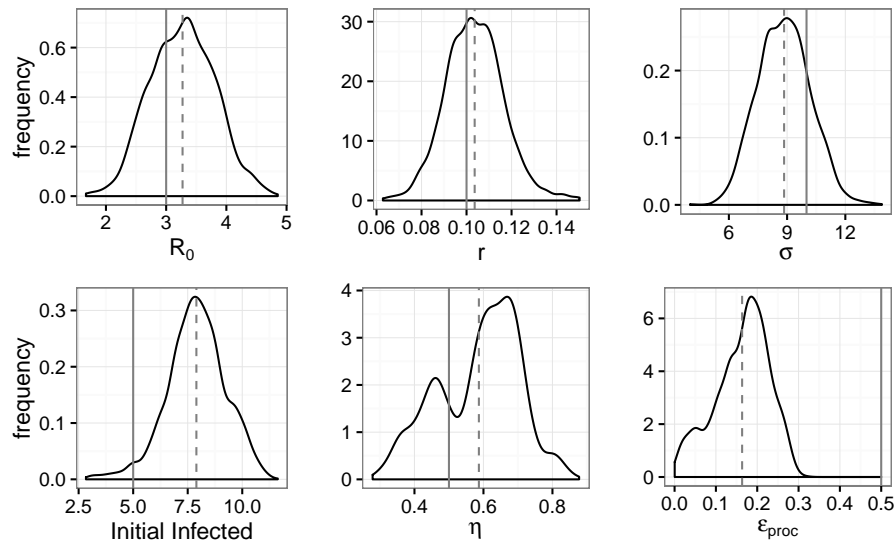 frequency
0.6
0.4
0.2
0.0
2 3 4 5
R₀
30
20
10
0
0.06 0.08 0.10 0.12 0.14
r
0.2
0.1
0.0
6 9 12
σ
frequency
0.3
0.2
0.1
0.0
2.5 5.0 7.5 10.0
Initial Infected
4
3
2
1
0
0.4 0.6 0.8
η
6
4
2
0
0.0 0.1 0.2 0.3 0.4 0.5
ε_proc